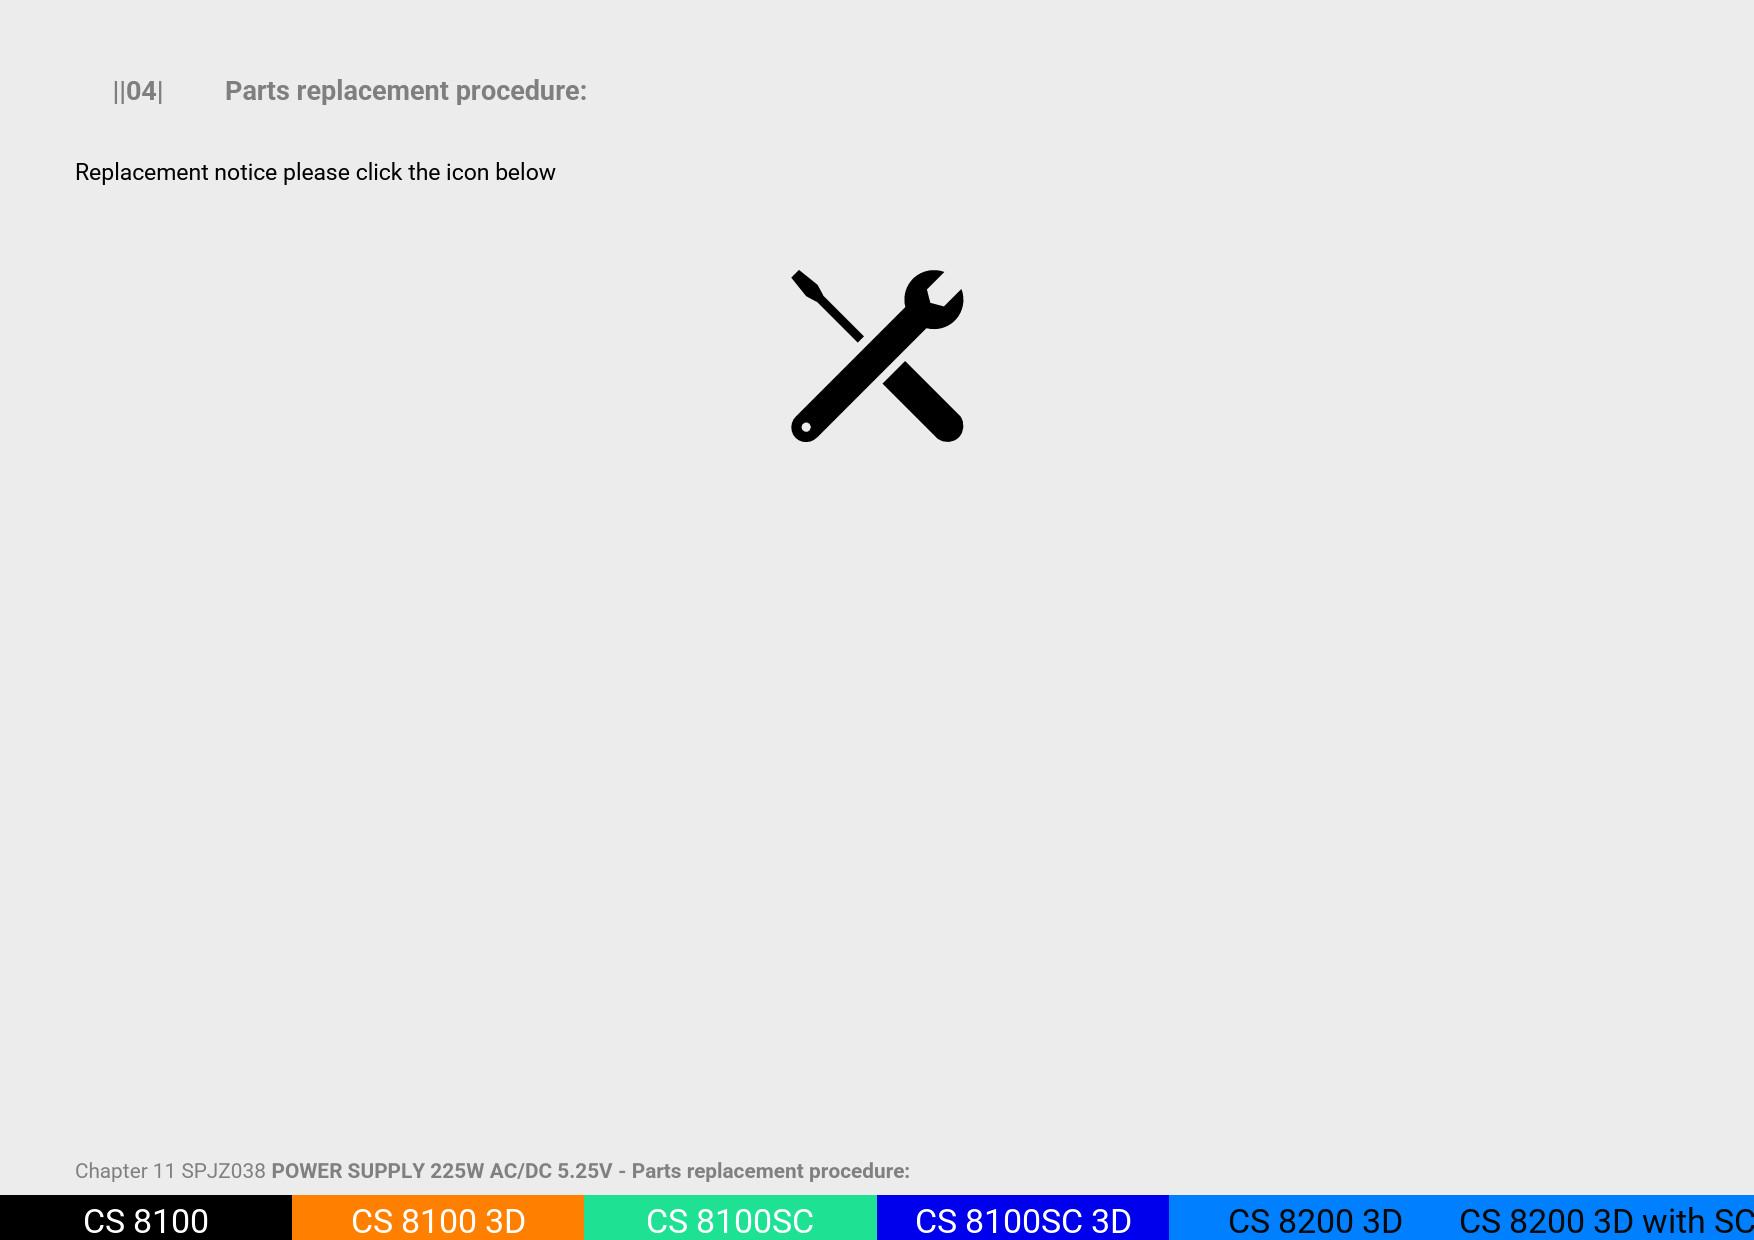 ||04| Parts replacement procedure:
Replacement notice please click the icon below
Chapter 11 SPJZ038 POWER SUPPLY 225W AC/DC 5.25V - Parts replacement procedure:
CS 8100 CS 8100 3D CS 8100SC CS 8100SC 3D CS 8200 3D CS 8200 3D with SC